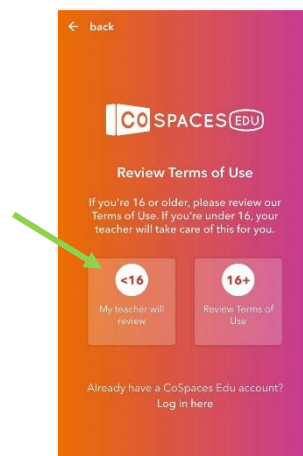 ← back
CO SPACES EDU
Review Terms of Use
If you're 16 or older, please review our
Terms of Use. If you're under 16, your
teacher will take care of this for you.
<16
My teacher will
review
16+
Review Terms of
Use
Already have a CoSpaces Edu account?
Log in here